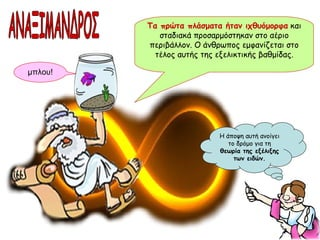 ΑΝΑΞΙΜΑΝΔΡΟΣ
Τα πρώτα πλάσματα ήταν ιχθυόμορφα και
σταδιακά προσαρμόστηκαν στο αέριο
περιβάλλον. Ο άνθρωπος εμφανίζεται στο
τέλος αυτής της εξελικτικής βαθμίδας.
μπλου!
Η άποψη αυτή ανοίγει
το δρόμο για τη
θεωρία της εξέλιξης
των ειδών.